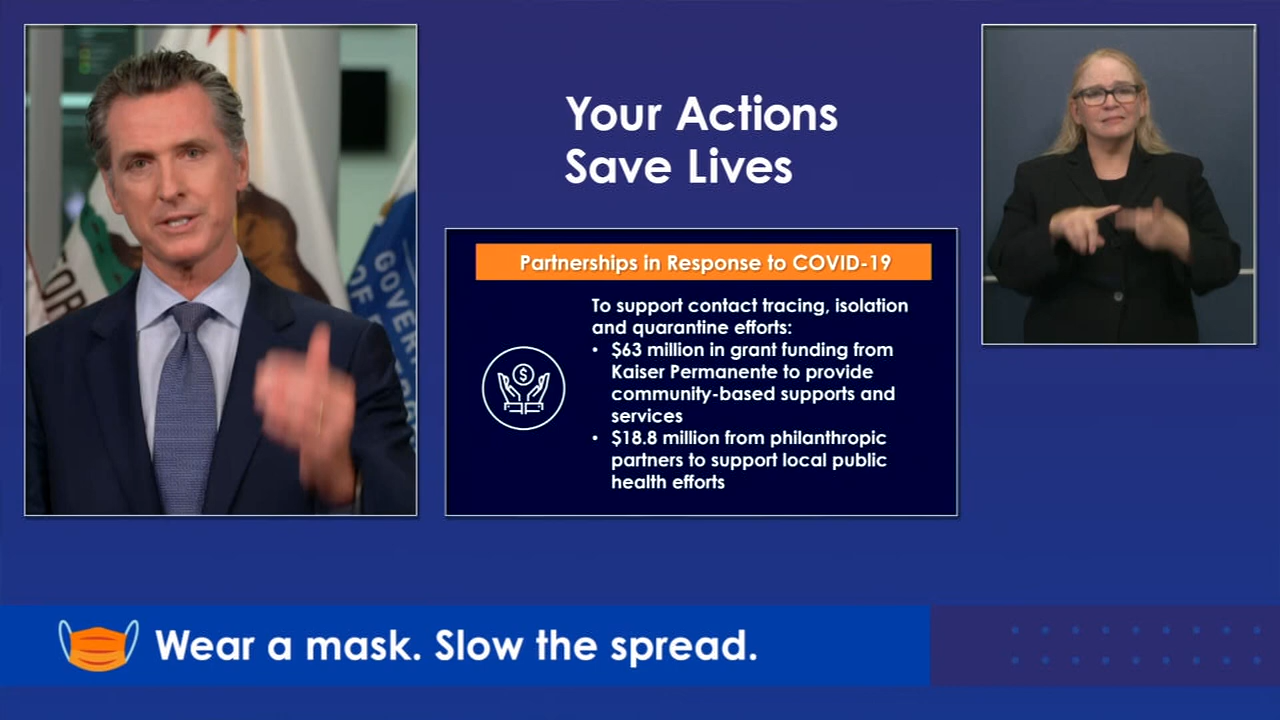 Your Actions
Save Lives
Partnerships in Response to COVID-19
To support contact tracing, isolation
and quarantine efforts:
• $63 million in grant funding from
Kaiser Permanente to provide
community-based supports and
services
• $18.8 million from philanthropic
partners to support local public
health efforts
Wear a mask. Slow the spread.